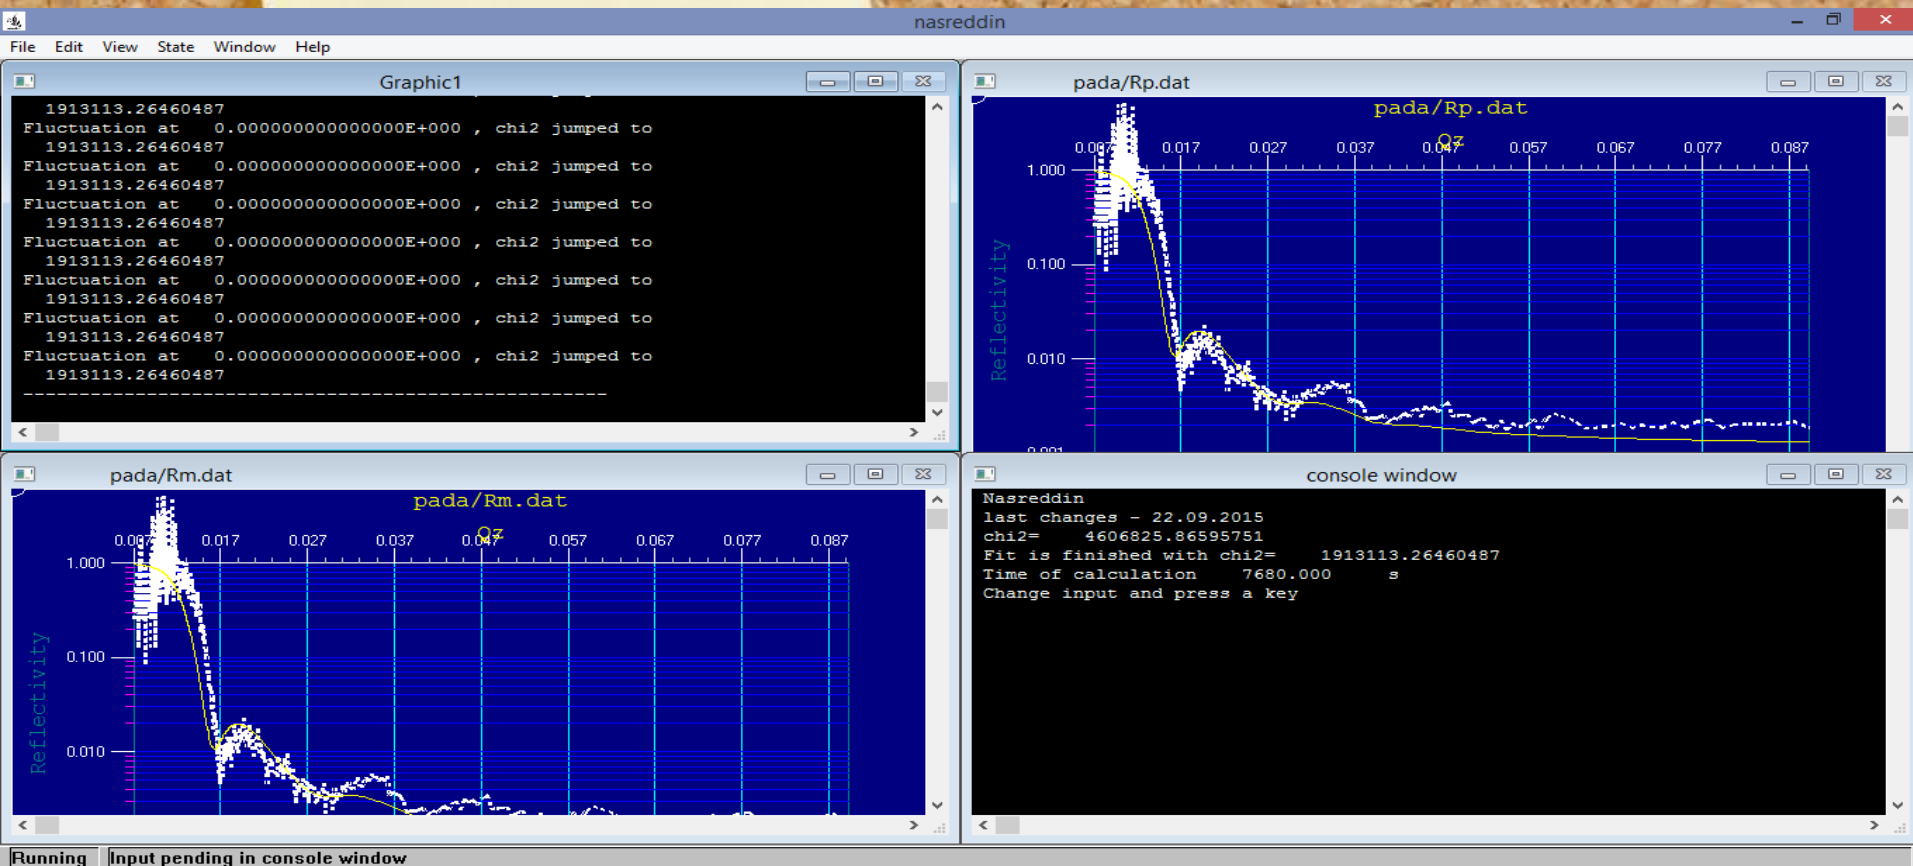 nasreddin
File Edit View State Window Help
Graphic1
1913113.26460487
Fluctuation at 0.000000000000000E+000 , chi2 jumped to
1913113.26460487
Fluctuation at 0.000000000000000E+000 , chi2 jumped to
1913113.26460487
Fluctuation at 0.000000000000000E+000 , chi2 jumped to
1913113.26460487
Fluctuation at 0.000000000000000E+000 , chi2 jumped to
1913113.26460487
Fluctuation at 0.000000000000000E+000 , chi2 jumped to
1913113.26460487
Fluctuation at 0.000000000000000E+000 , chi2 jumped to
1913113.26460487
Fluctuation at 0.000000000000000E+000 , chi2 jumped to
1913113.26460487
----------------------------------------------------
pada/Rp.dat
pada/Rp.dat
Qz
0.007 0.017 0.027 0.037 0.047 0.057 0.067 0.077 0.087
1.000
0.100
0.010
0.001
Reflectivity
pada/Rm.dat
pada/Rm.dat
Qz
0.007 0.017 0.027 0.037 0.047 0.057 0.067 0.077 0.087
1.000
0.100
0.010
Reflectivity
console window
Nasreddin
last changes - 22.09.2015
chi2= 4606825.86595751
Fit is finished with chi2= 1913113.26460487
Time of calculation 7680.000 s
Change input and press a key
Running Input pending in console window